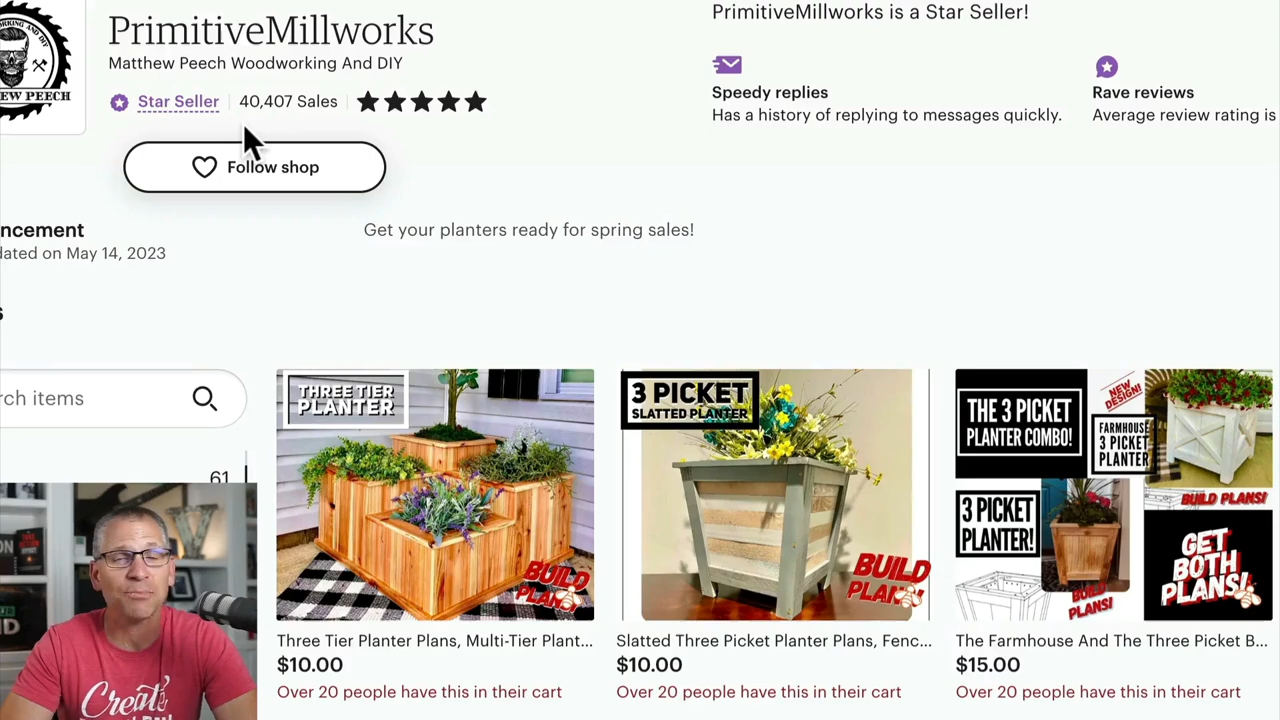 PrimitiveMillworks
Matthew Peech Woodworking And DIY
Star Seller
40,407 Sales
Follow shop
PrimitiveMillworks is a Star Seller!
Speedy replies
Has a history of replying to messages quickly.
Rave reviews
Average review rating is
ncement
dated on May 14, 2023
Get your planters ready for spring sales!
s
rch items
61
THREE TIER
PLANTER
BUILD
PLANS!
Three Tier Planter Plans, Multi-Tier Plant...
$10.00
Over 20 people have this in their cart
3 PICKET
SLATTED PLANTER
BUILD
PLANS!
Slatted Three Picket Planter Plans, Fenc...
$10.00
Over 20 people have this in their cart
THE 3 PICKET
PLANTER COMBO!
NEW
DESIGN!
FARMHOUSE
3 PICKET
PLANTER
BUILD PLANS!
3 PICKET
PLANTER!
BUILD
PLANS!
GET
BOTH
PLANS!
The Farmhouse And The Three Picket B...
$15.00
Over 20 people have this in their cart
EW PEECH
Create